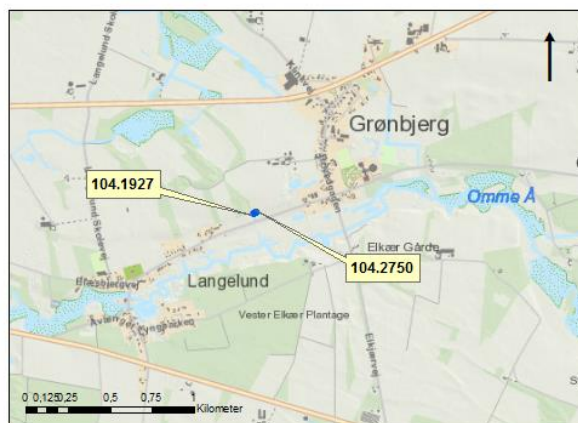 Grønbjerg
104.1927
Omme Å
Elkær Gårde
104.2750
Langelund
Vester Elkær Plantage
Elkjærvej
0 0,125 0,25 0,5 0,75 1
Kilometer